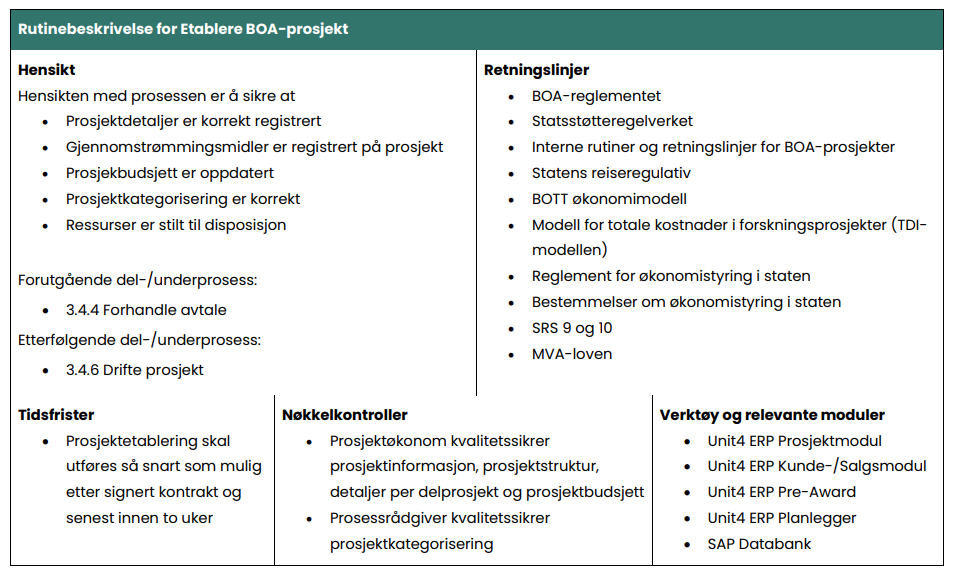 Rutinebeskrivelse for Etablere BOA-prosjekt
Hensikt
Hensikten med prosessen er å sikre at
• Prosjektdetaljer er korrekt registrert
• Gjennomstrømmingsmidler er registrert på prosjekt
• Prosjekbudsjett er oppdatert
• Prosjektkategorisering er korrekt
• Ressurser er stilt til disposisjon
Forutgående del-/underprosess:
• 3.4.4 Forhandle avtale
Etterfølgende del-/underprosess:
• 3.4.6 Drifte prosjekt
Retningslinjer
• BOA-reglementet
• Statsstøtteregelverket
• Interne rutiner og retningslinjer for BOA-prosjekter
• Statens reiseregulativ
• BOTT økonomimodell
• Modell for totale kostnader i forskningsprosjekter (TDI-
modellen)
• Reglement for økonomistyring i staten
• Bestemmelser om økonomistyring i staten
• SRS 9 og 10
• MVA-loven
Tidsfrister
• Prosjektetablering skal
utføres så snart som mulig
etter signert kontrakt og
senest innen to uker
Nøkkelkontroller
• Prosjektøkonom kvalitetssikrer
prosjektinformasjon, prosjektstruktur,
detaljer per delprosjekt og prosjektbudsjett
• Prosessrådgiver kvalitetssikrer
prosjektkategorisering
Verktøy og relevante moduler
• Unit4 ERP Prosjektmodul
• Unit4 ERP Kunde-/Salgsmodul
• Unit4 ERP Pre-Award
• Unit4 ERP Planlegger
• SAP Databank